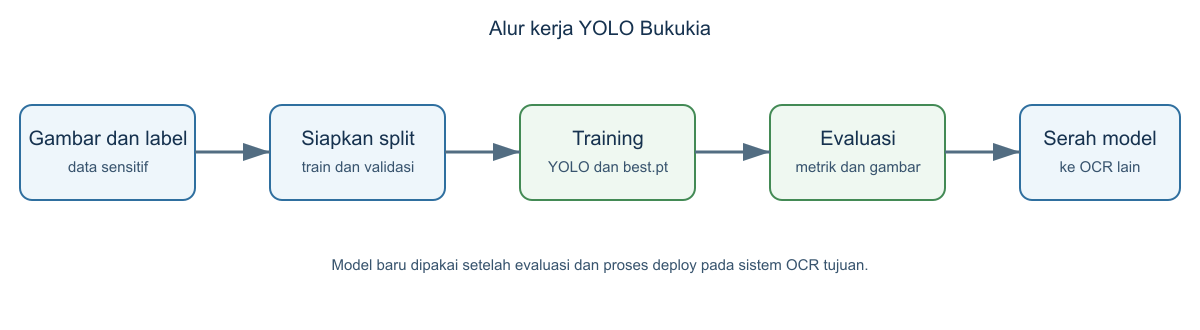 Alur kerja YOLO Bukukia
Gambar dan label
data sensitif
Siapkan split
train dan validasi
Training
YOLO dan best.pt
Evaluasi
metrik dan gambar
Serah model
ke OCR lain
Model baru dipakai setelah evaluasi dan proses deploy pada sistem OCR tujuan.